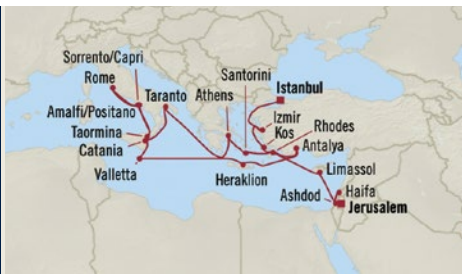 Sorrento/Capri
Rome
Santorini
Istanbul
Amalfi/Positano
Taranto
Athens
Izmir
Kos
Rhodes
Taormina
Catania
Antalya
Valletta
Limassol
Heraklion
Haifa
Ashdod
Jerusalem